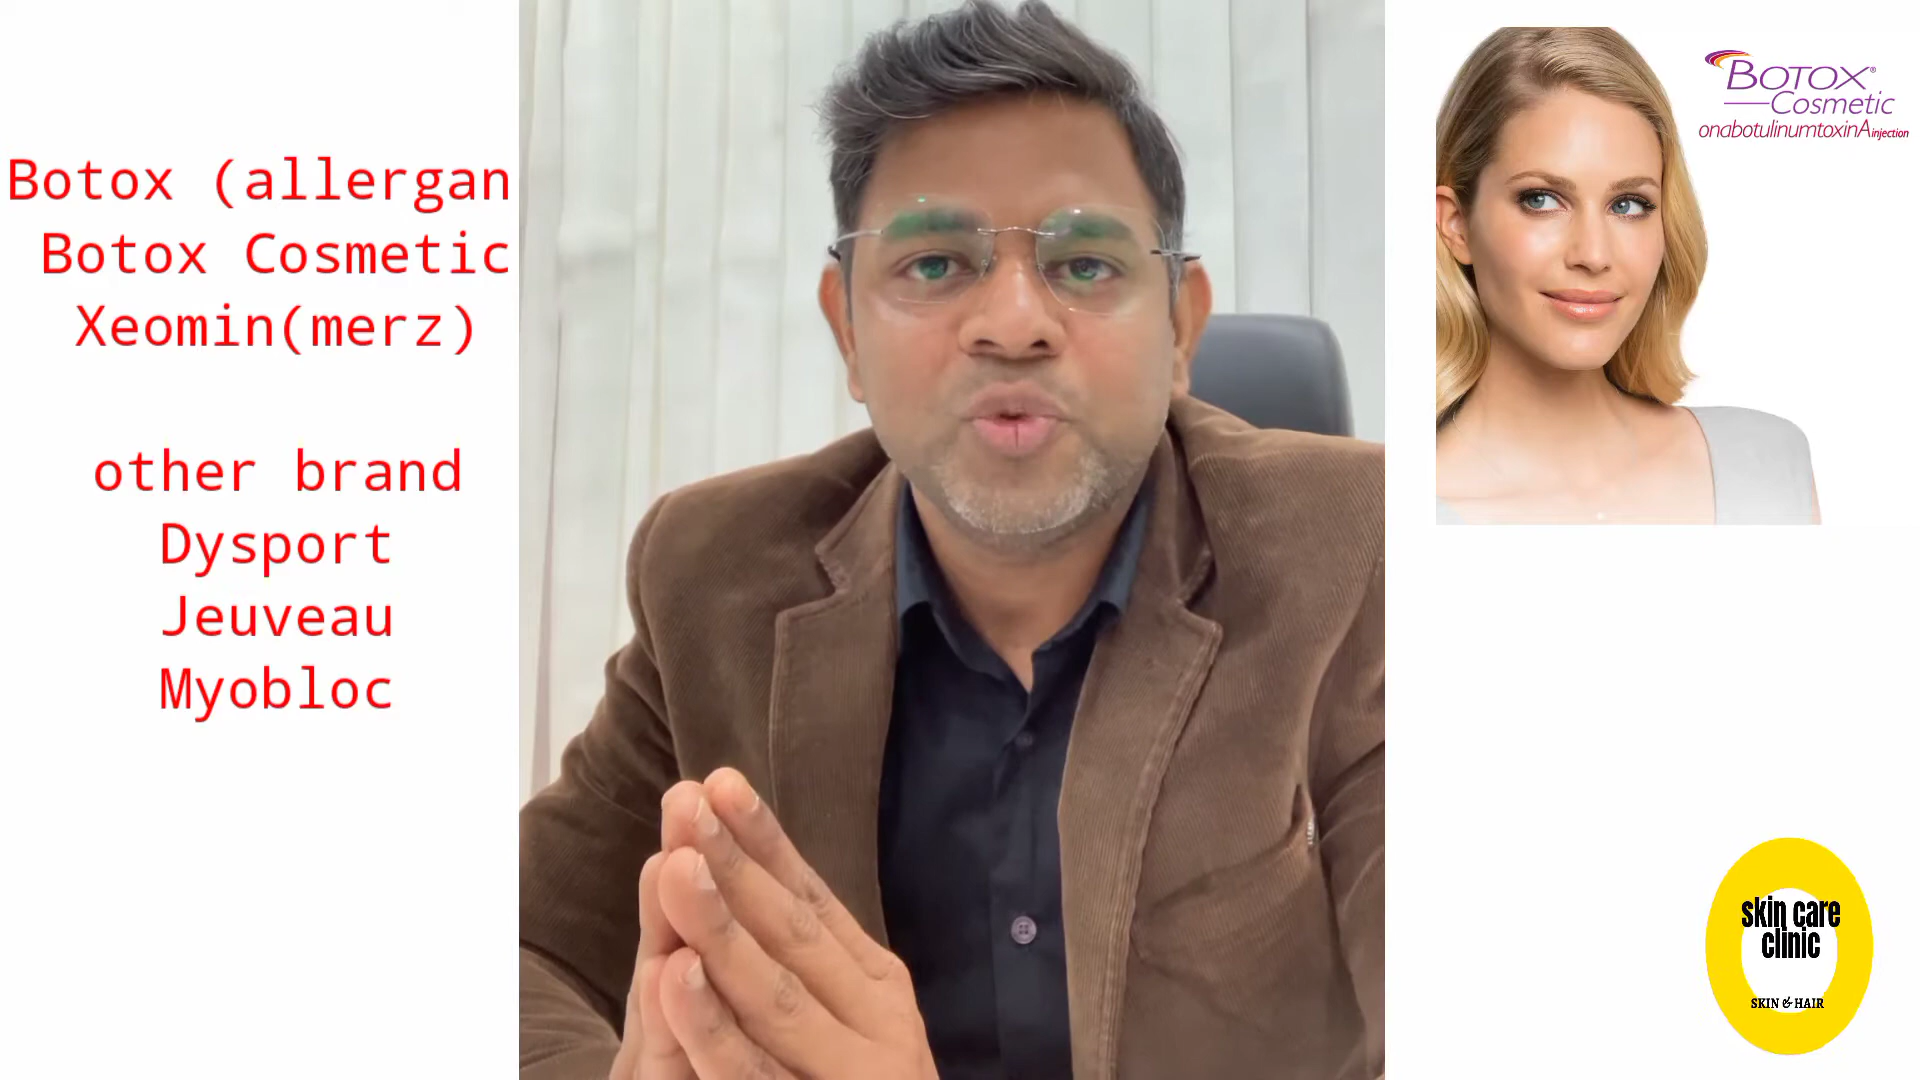 Botox (allergan
Botox Cosmetic
Xeomin(merz)
other brand
Dysport
Jeuveau
Myobloc
BOTOX®
Cosmetic
onabotulinumtoxinA injection
skin care
clinic
SKIN & HAIR